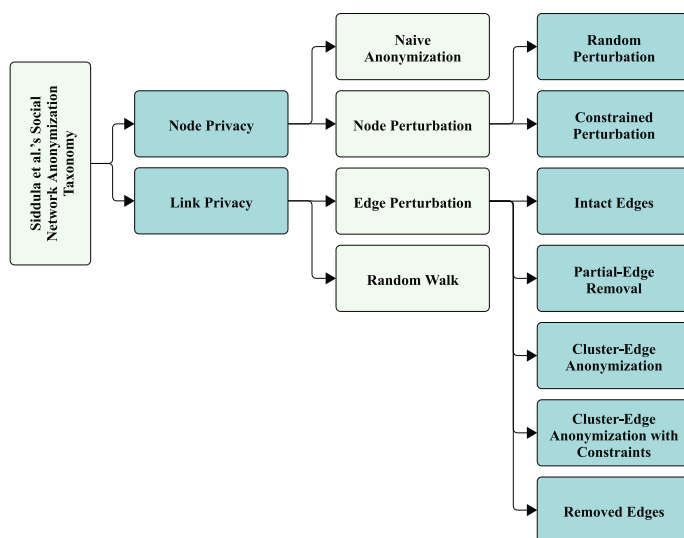 Siddula et al.'s Social
Network Anonymization
Taxonomy
Node Privacy
Link Privacy
Naive
Anonymization
Node Perturbation
Edge Perturbation
Random Walk
Random
Perturbation
Constrained
Perturbation
Intact Edges
Partial-Edge
Removal
Cluster-Edge
Anonymization
Cluster-Edge
Anonymization with
Constraints
Removed Edges